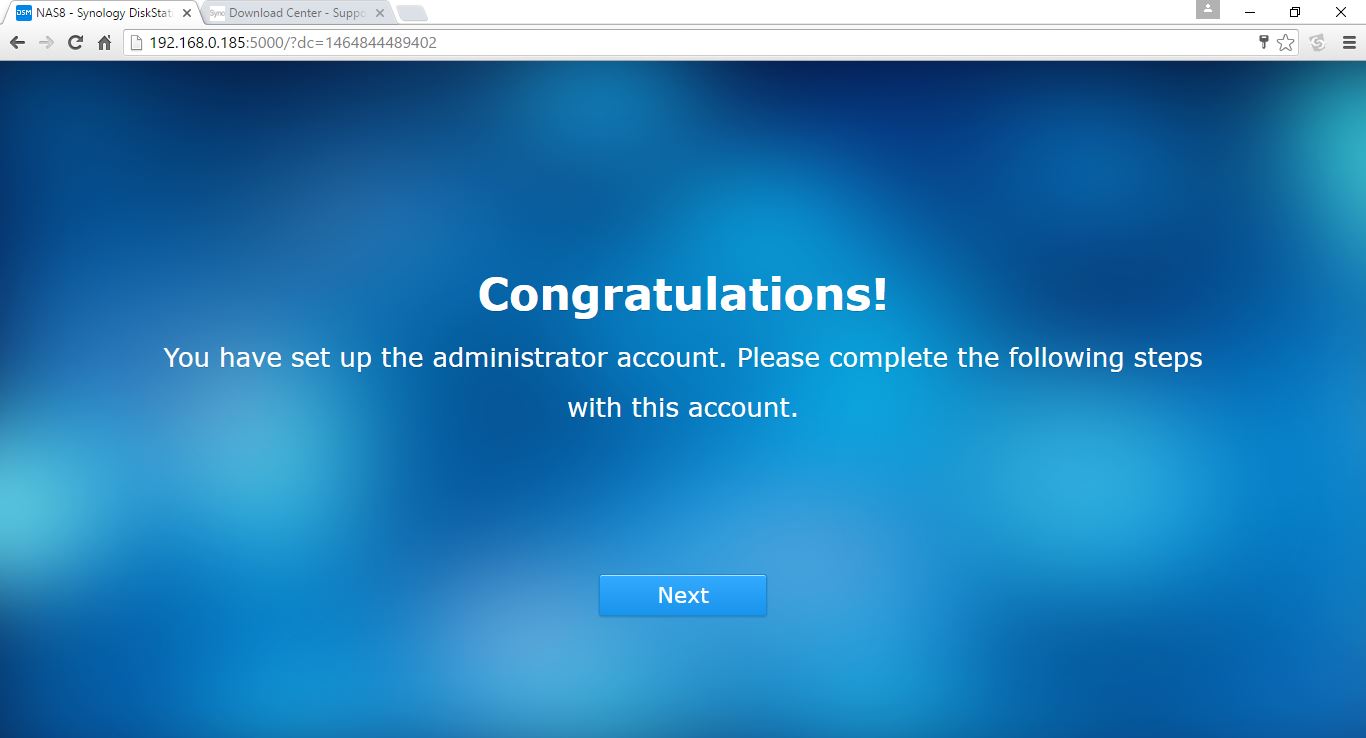 DSM
NAS8 - Synology DiskStat
Syno
Download Center - Suppo
192.168.0.185:5000/?dc=1464844489402
Congratulations!
You have set up the administrator account. Please complete the following steps
with this account.
Next